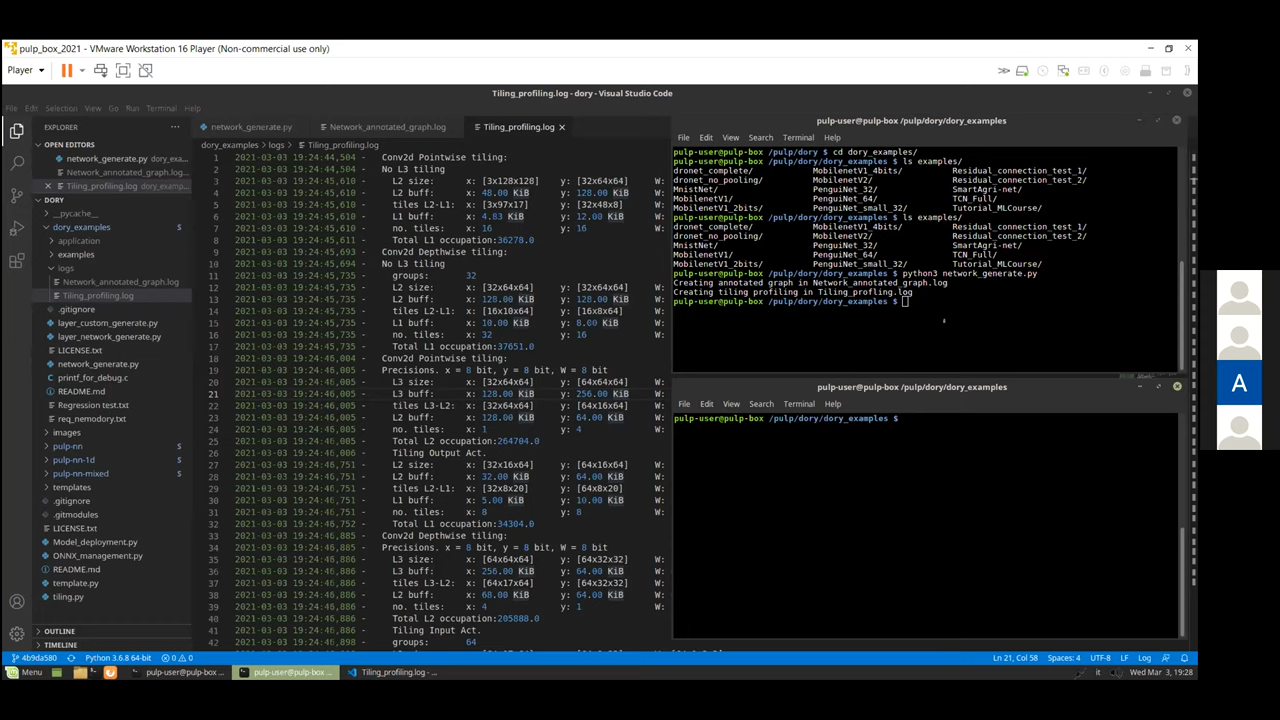 pulp_box_2021 - VMware Workstation 16 Player (Non-commercial use only)
Player
Tiling_profiling.log - dory - Visual Studio Code
File Edit Selection View Go Run Terminal Help
EXPLORER
OPEN EDITORS
network_generate.py dory_exa...
Network_annotated_graph.log
Tiling_profiling.log dory_examp...
DORY
__pycache__
dory_examples
application
examples
logs
Network_annotated_graph.log
Tiling_profiling.log
.gitignore
layer_custom_generate.py
layer_network_generate.py
LICENSE.txt
network_generate.py
printf_for_debug.c
README.md
Regression test.txt
req_nemodory.txt
images
pulp-nn
pulp-nn-1d
pulp-nn-mixed
templates
.gitignore
.gitmodules
LICENSE.txt
Model_deployment.py
ONNX_management.py
README.md
template.py
tiling.py
OUTLINE
TIMELINE
network_generate.py Network_annotated_graph.log Tiling_profiling.log
dory_examples > logs > Tiling_profiling.log
1 2021-03-03 19:24:44,504 - Conv2d Pointwise tiling:
2 2021-03-03 19:24:44,504 - No L3 tiling
3 2021-03-03 19:24:45,610 - L2 size: x: [3x128x128] y: [32x64x64] W:
4 2021-03-03 19:24:45,610 - L2 buff: x: 48.00 KiB y: 128.00 KiB W:
5 2021-03-03 19:24:45,610 - tiles L2-L1: x: [3x97x17] y: [32x48x8] W:
6 2021-03-03 19:24:45,610 - L1 buff: x: 4.83 KiB y: 12.00 KiB W:
7 2021-03-03 19:24:45,610 - no. tiles: x: 16 y: 16 W:
8 2021-03-03 19:24:45,611 - Total L1 occupation:36278.0
9 2021-03-03 19:24:45,693 - Conv2d Depthwise tiling:
10 2021-03-03 19:24:45,693 - No L3 tiling
11 2021-03-03 19:24:45,735 - groups: 32
12 2021-03-03 19:24:45,735 - L2 size: x: [32x64x64] y: [32x64x64] W:
13 2021-03-03 19:24:45,735 - L2 buff: x: 128.00 KiB y: 128.00 KiB W:
14 2021-03-03 19:24:45,735 - tiles L2-L1: x: [16x10x64] y: [16x8x64] W:
15 2021-03-03 19:24:45,735 - L1 buff: x: 10.00 KiB y: 8.00 KiB W:
16 2021-03-03 19:24:45,735 - no. tiles: x: 32 y: 16 W:
17 2021-03-03 19:24:45,735 - Total L1 occupation:37651.0
18 2021-03-03 19:24:46,004 - Conv2d Pointwise tiling:
19 2021-03-03 19:24:46,005 - Precisions. x = 8 bit, y = 8 bit, W = 8 bit
20 2021-03-03 19:24:46,005 - L3 size: x: [32x64x64] y: [64x64x64] W:
21 2021-03-03 19:24:46,005 - L3 buff: x: 128.00 KiB y: 256.00 KiB W:
22 2021-03-03 19:24:46,005 - tiles L3-L2: x: [32x64x64] y: [64x16x64] W:
23 2021-03-03 19:24:46,005 - L2 buff: x: 128.00 KiB y: 64.00 KiB W:
24 2021-03-03 19:24:46,005 - no. tiles: x: 1 y: 4 W:
25 2021-03-03 19:24:46,005 - Total L2 occupation:264704.0
26 2021-03-03 19:24:46,006 - Tiling Output Act.
27 2021-03-03 19:24:46,751 - L2 size: x: [32x16x64] y: [64x16x64] W:
28 2021-03-03 19:24:46,751 - L2 buff: x: 32.00 KiB y: 64.00 KiB W:
29 2021-03-03 19:24:46,751 - tiles L2-L1: x: [32x8x20] y: [64x8x20] W:
30 2021-03-03 19:24:46,751 - L1 buff: x: 5.00 KiB y: 10.00 KiB W:
31 2021-03-03 19:24:46,752 - no. tiles: x: 8 y: 8 W:
32 2021-03-03 19:24:46,752 - Total L1 occupation:34304.0
33 2021-03-03 19:24:46,885 - Conv2d Depthwise tiling:
34 2021-03-03 19:24:46,885 - Precisions. x = 8 bit, y = 8 bit, W = 8 bit
35 2021-03-03 19:24:46,886 - L3 size: x: [64x64x64] y: [64x32x32] W:
36 2021-03-03 19:24:46,886 - L3 buff: x: 256.00 KiB y: 64.00 KiB W:
37 2021-03-03 19:24:46,886 - tiles L3-L2: x: [64x17x64] y: [64x32x32] W:
38 2021-03-03 19:24:46,886 - L2 buff: x: 68.00 KiB y: 64.00 KiB W:
39 2021-03-03 19:24:46,886 - no. tiles: x: 4 y: 1 W:
40 2021-03-03 19:24:46,886 - Total L2 occupation:205888.0
41 2021-03-03 19:24:46,886 - Tiling Input Act.
42 2021-03-03 19:24:46,898 - groups: 64
pulp-user@pulp-box /pulp/dory/dory_examples
File Edit View Search Terminal Help
pulp-user@pulp-box /pulp/dory $ cd dory_examples/
pulp-user@pulp-box /pulp/dory/dory_examples $ ls examples/
dronet_complete/ MobilenetV1_4bits/ Residual_connection_test_1/
dronet_no_pooling/ MobilenetV2/ Residual_connection_test_2/
MnistNet/ PenguiNet_32/ SmartAgri-net/
MobilenetV1/ PenguiNet_64/ TCN_Full/
MobilenetV1_2bits/ PenguiNet_small_32/ Tutorial_MLCourse/
pulp-user@pulp-box /pulp/dory/dory_examples $ ls examples/
dronet_complete/ MobilenetV1_4bits/ Residual_connection_test_1/
dronet_no_pooling/ MobilenetV2/ Residual_connection_test_2/
MnistNet/ PenguiNet_32/ SmartAgri-net/
MobilenetV1/ PenguiNet_64/ TCN_Full/
MobilenetV1_2bits/ PenguiNet_small_32/ Tutorial_MLCourse/
pulp-user@pulp-box /pulp/dory/dory_examples $ python3 network_generate.py
Creating annotated graph in Network_annotated_graph.log
Creating tiling profiling in Tiling_profling.log
pulp-user@pulp-box /pulp/dory/dory_examples $
pulp-user@pulp-box /pulp/dory/dory_examples
File Edit View Search Terminal Help
pulp-user@pulp-box /pulp/dory/dory_examples $
A
4b9da580 Python 3.6.8 64-bit 0 0 Ln 21, Col 58 Spaces: 4 UTF-8 LF Log
Menu pulp-user@pulp-box ... pulp-user@pulp-box ... Tiling_profiling.log - ... it Wed Mar 3, 19:28